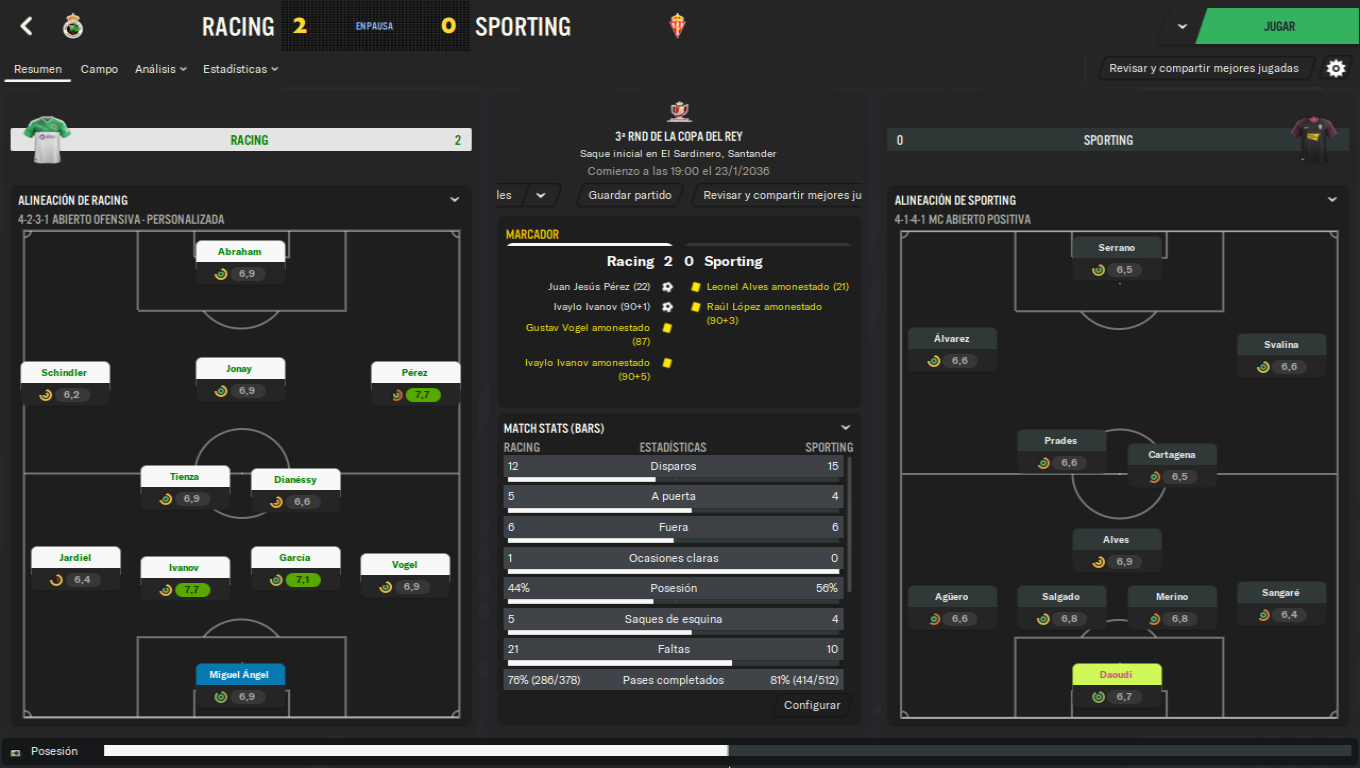 RACING 2 EN PAUSA 0 SPORTING
JUGAR
Resumen Campo Análisis Estadísticas
Revisar y compartir mejores jugadas
RACING 2
3ª RND DE LA COPA DEL REY
Saque inicial en El Sardinero, Santander
Comienzo a las 19:00 el 23/1/2036
0 SPORTING
les Guardar partido Revisar y compartir mejores ju
ALINEACIÓN DE RACING
4-2-3-1 ABIERTO OFENSIVA - PERSONALIZADA
Abraham
6,9
Schindler
6,2
Jonay
6,9
Pérez
7,7
Tienza
6,9
Dianéssy
6,6
Jardiel
6,4
Ivanov
7,7
García
7,1
Vogel
6,9
Miguel Ángel
6,9
MARCADOR
Racing 2 0 Sporting
Juan Jesús Pérez (22)
Ivaylo Ivanov (90+1)
Gustav Vogel amonestado
(87)
Ivaylo Ivanov amonestado
(90+5)
Leonel Alves amonestado (21)
Raúl López amonestado
(90+3)
MATCH STATS (BARS)
RACING ESTADÍSTICAS SPORTING
12 Disparos 15
5 A puerta 4
6 Fuera 6
1 Ocasiones claras 0
44% Posesión 56%
5 Saques de esquina 4
21 Faltas 10
76% (286/378) Pases completados 81% (414/512)
Configurar
ALINEACIÓN DE SPORTING
4-1-4-1 MC ABIERTO POSITIVA
Serrano
6,5
Álvarez
6,6
Svalina
6,6
Prades
6,6
Cartagena
6,5
Alves
6,9
Agüero
6,6
Salgado
6,8
Merino
6,8
Sangaré
6,4
Daoudi
6,7
Posesión